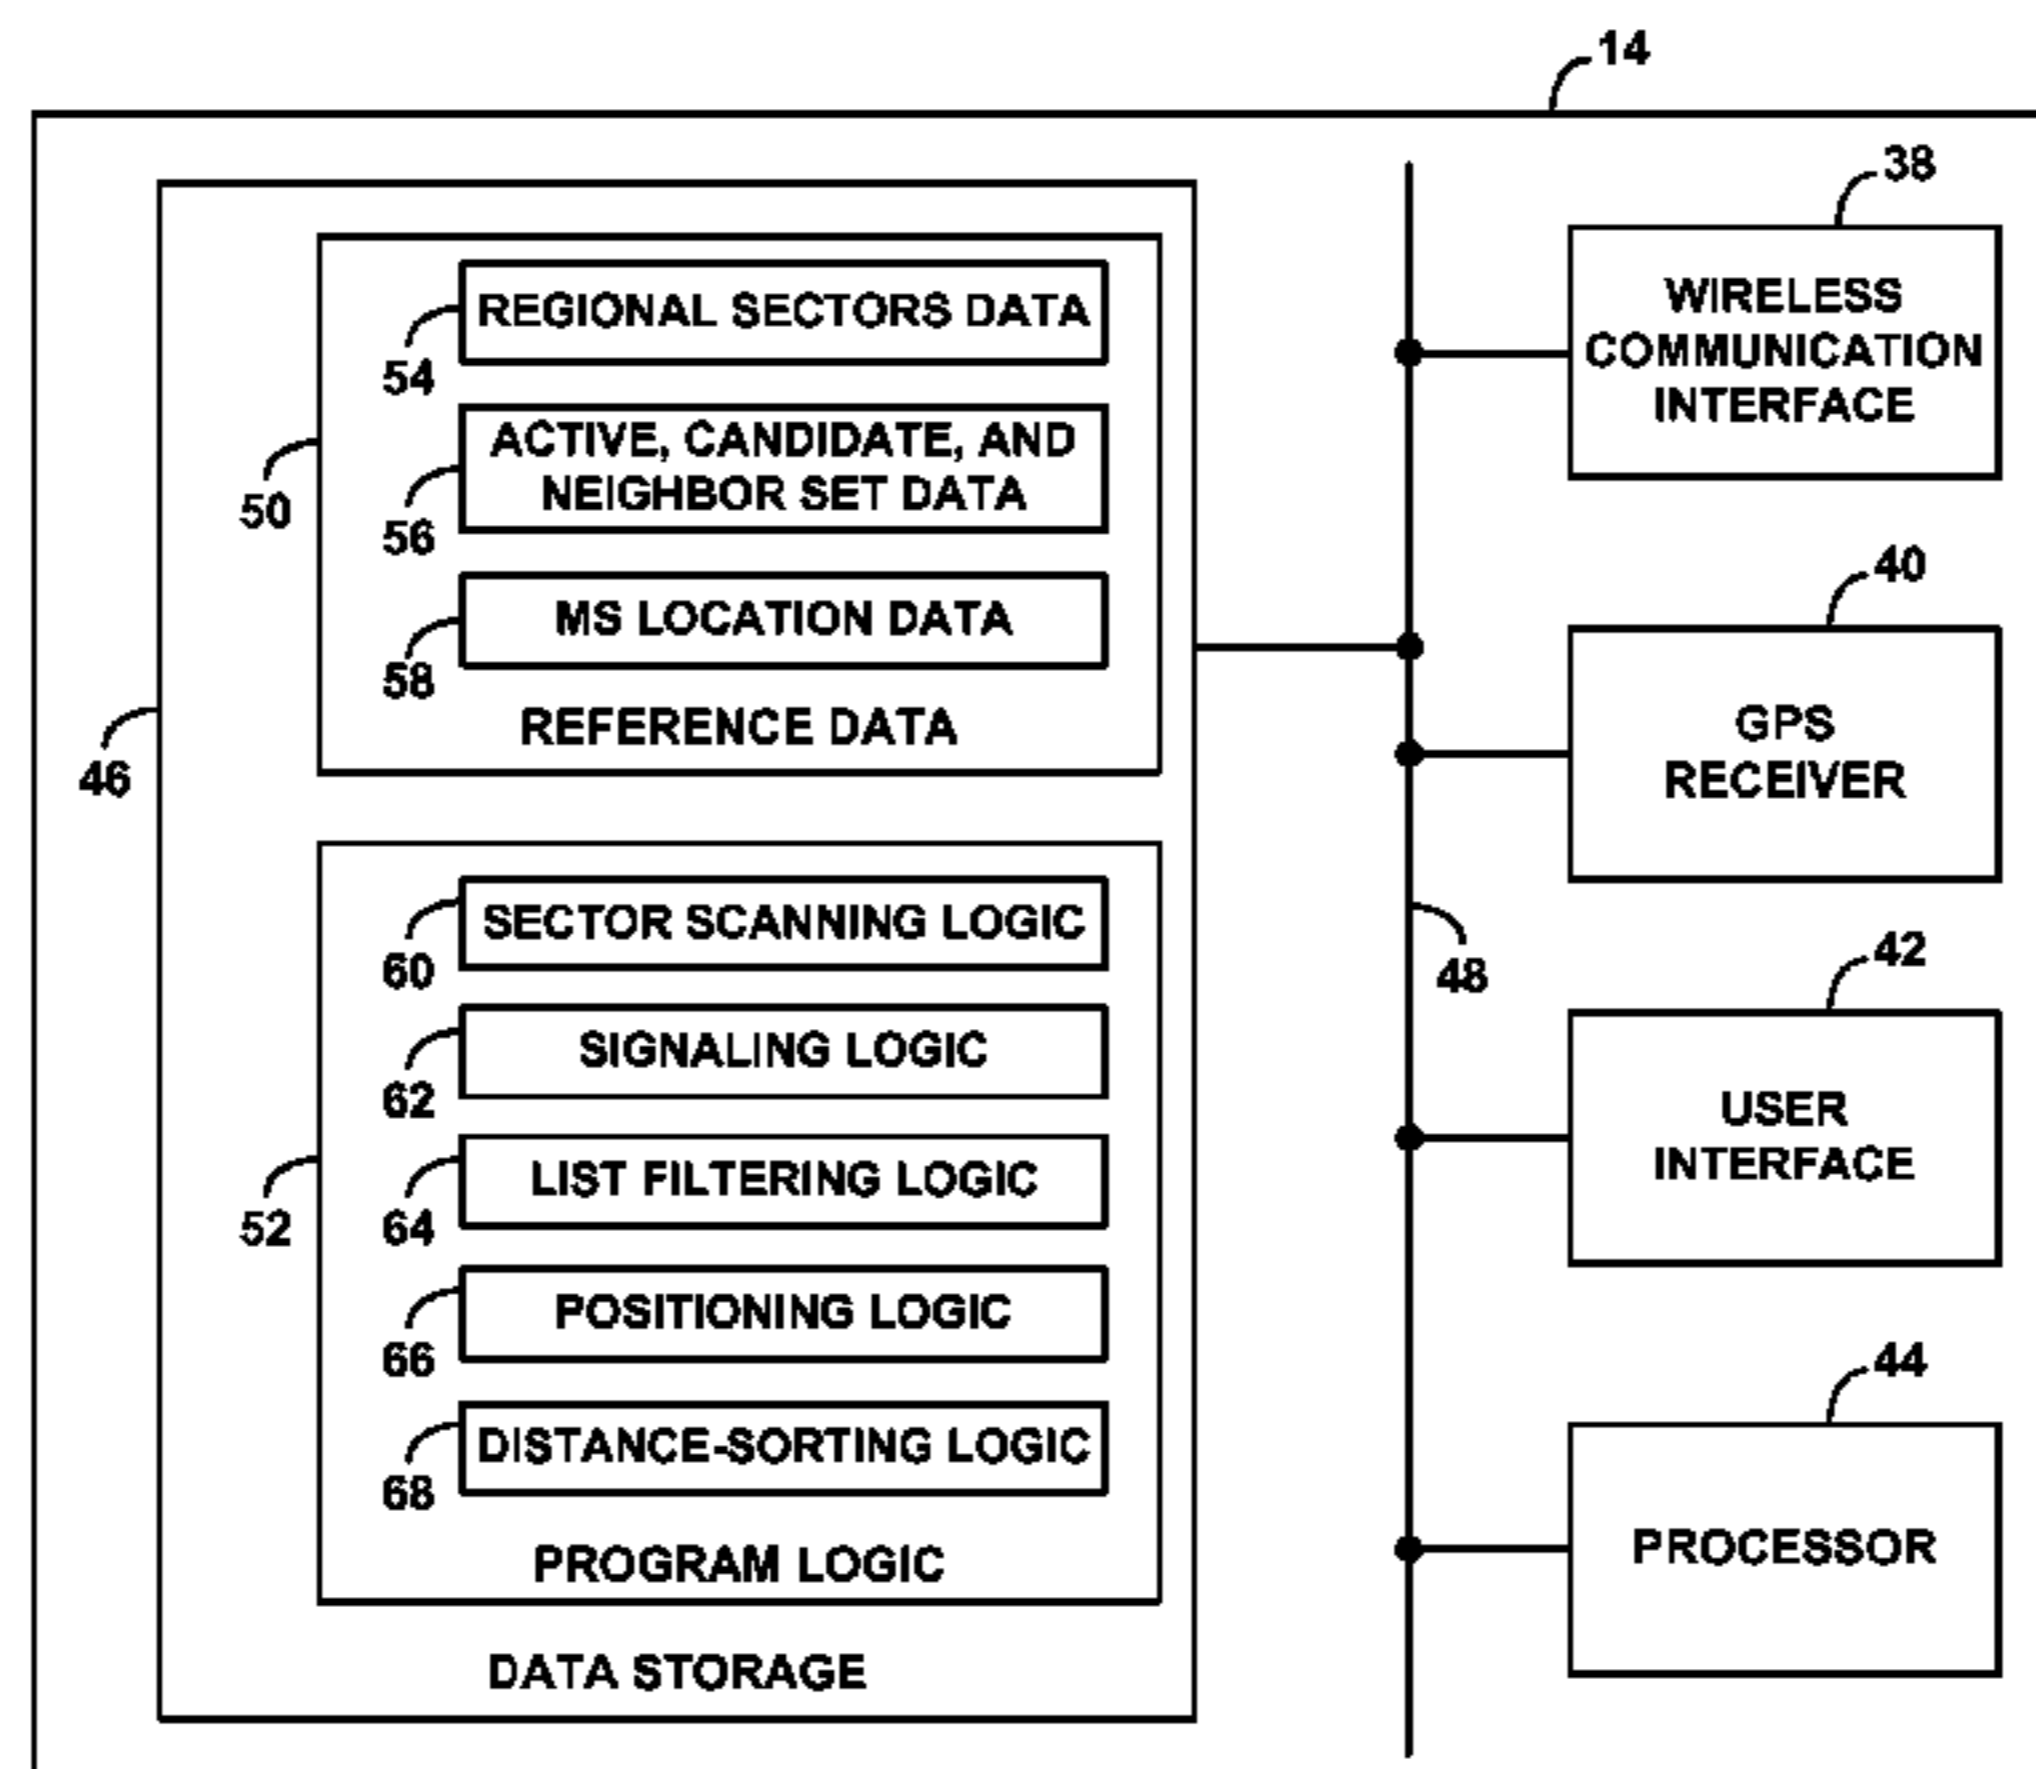 14
38
WIRELESS
COMMUNICATION
INTERFACE
REGIONAL SECTORS DATA
54
ACTIVE, CANDIDATE, AND
NEIGHBOR SET DATA
50
56
MS LOCATION DATA
58
REFERENCE DATA
46
40
GPS
RECEIVER
SECTOR SCANNING LOGIC
60
48
42
SIGNALING LOGIC
62
USER
INTERFACE
LIST FILTERING LOGIC
52
64
POSITIONING LOGIC
66
44
DISTANCE-SORTING LOGIC
68
PROCESSOR
PROGRAM LOGIC
DATA STORAGE